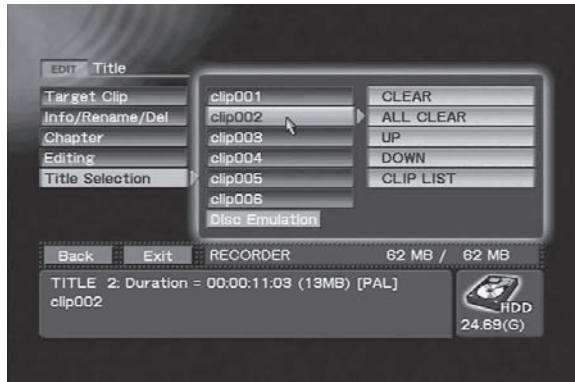 EDIT Title
Target Clip
Info/Rename/Del
Chapter
Editing
Title Selection
clip001
clip002
clip003
clip004
clip005
clip006
Disc Emulation
CLEAR
ALL CLEAR
UP
DOWN
CLIP LIST
Back Exit RECORDER 62 MB / 62 MB
TITLE 2: Duration = 00:00:11:03 (13MB) [PAL]
clip002
HDD
24.69(G)